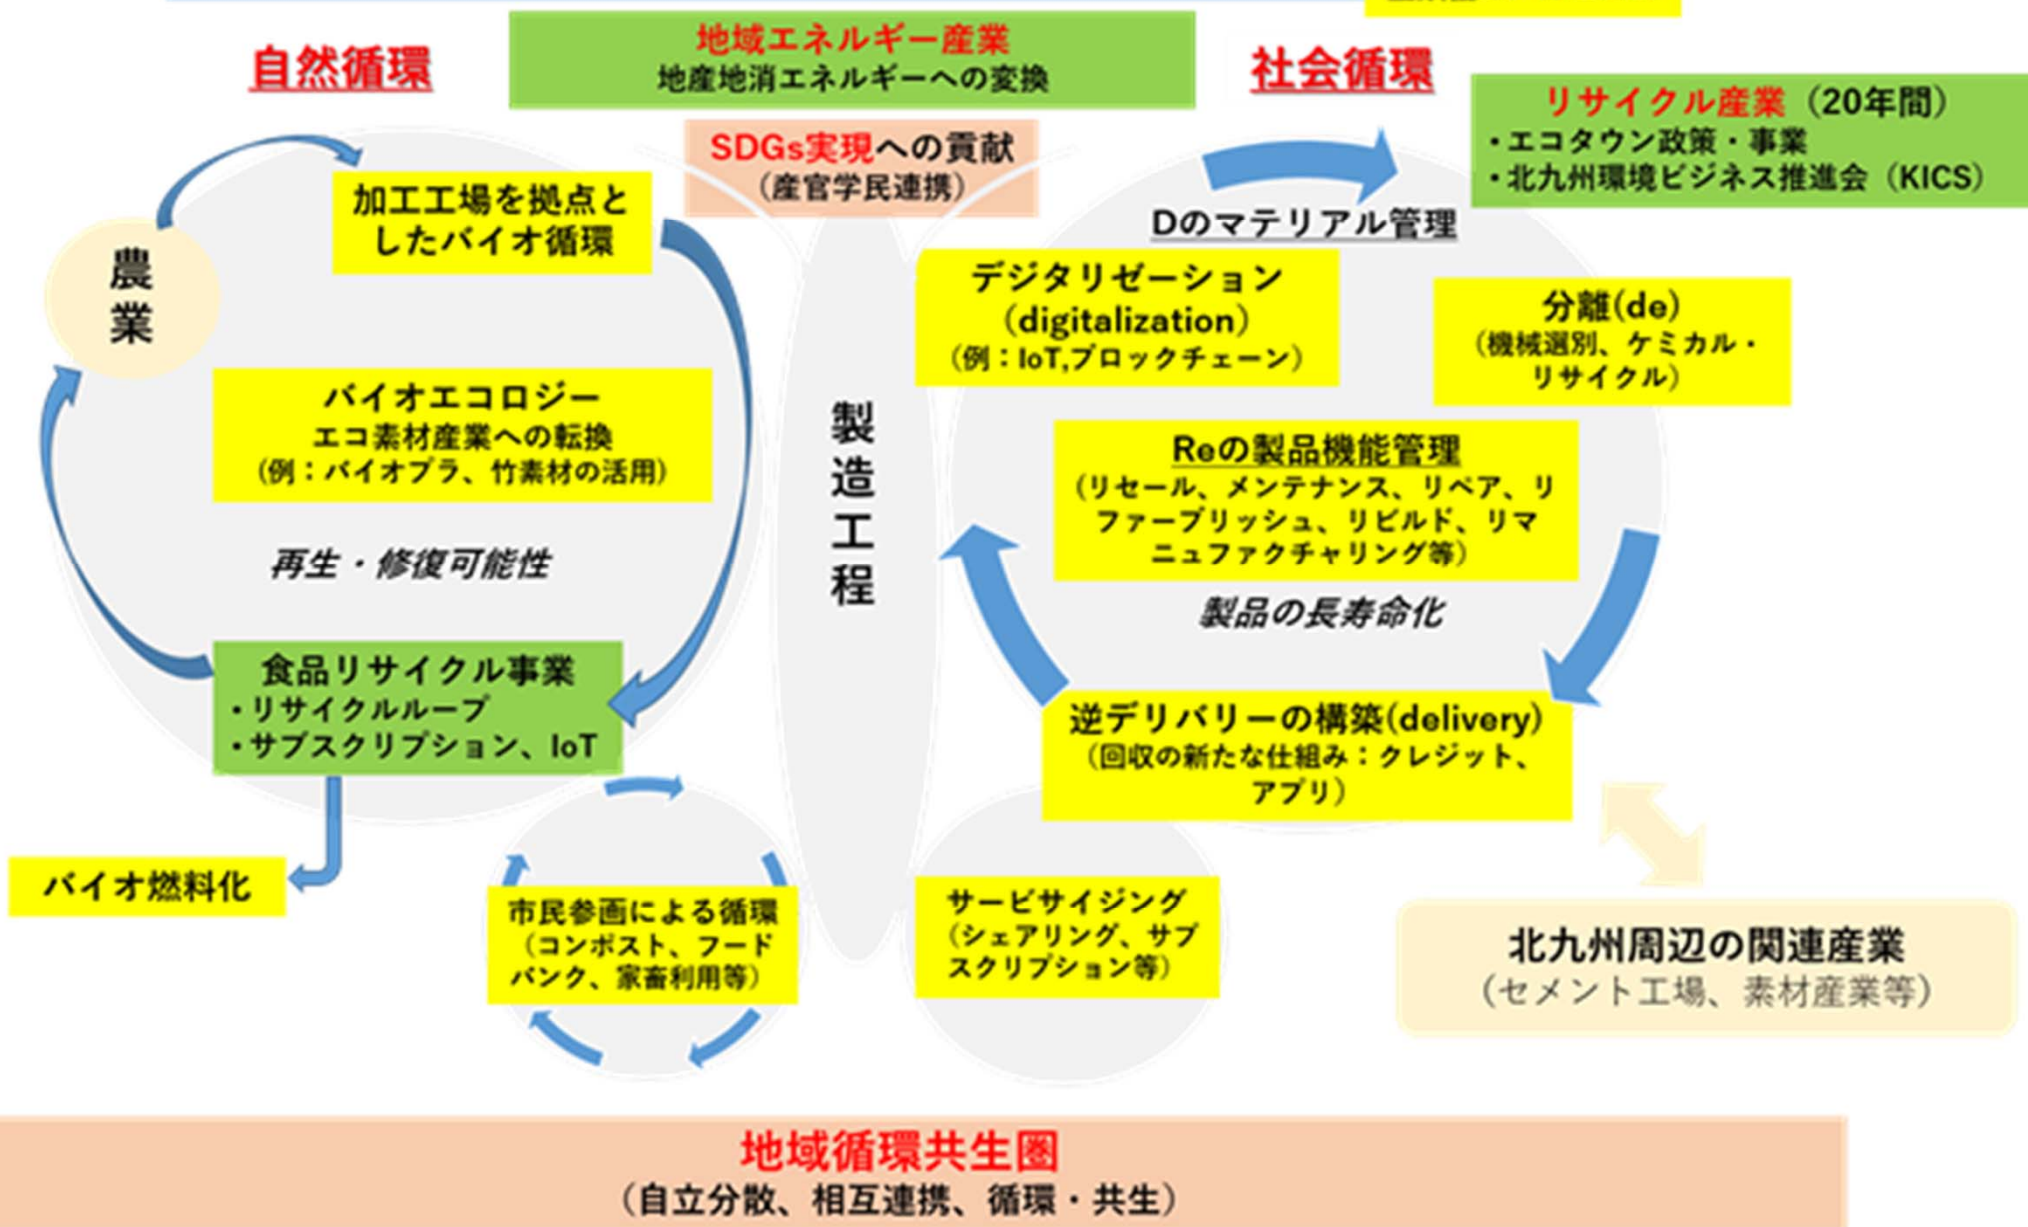 自然循環
地域エネルギー産業
地産地消エネルギーへの変換
社会循環
リサイクル産業（20年間）
・エコタウン政策・事業
・北九州環境ビジネス推進会（KICS）
SDGs実現への貢献
（産官学民連携）
加工工場を拠点と
したバイオ循環
農
業
バイオエコロジー
エコ素材産業への転換
（例：バイオプラ、竹素材の活用）
再生・修復可能性
食品リサイクル事業
・リサイクルループ
・サブスクリプション、IoT
バイオ燃料化
市民参画による循環
（コンポスト、フード
バンク、家畜利用等）
製
造
工
程
Dのマテリアル管理
デジタリゼーション
（digitalization）
（例：IoT,ブロックチェーン）
分離(de)
（機械選別、ケミカル・
リサイクル）
Reの製品機能管理
（リセール、メンテナンス、リペア、リ
ファーブリッシュ、リビルド、リマ
ニュファクチャリング等）
製品の長寿命化
逆デリバリーの構築(delivery)
（回収の新たな仕組み：クレジット、
アプリ）
サービサイジング
（シェアリング、サブ
スクリプション等）
北九州周辺の関連産業
（セメント工場、素材産業等）
地域循環共生圏
（自立分散、相互連携、循環・共生）